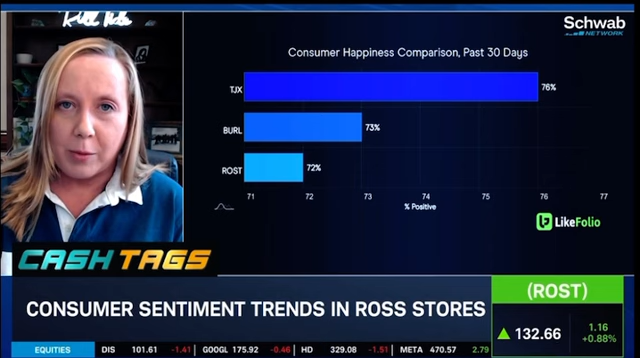 Schwab
NETWORK
Consumer Happiness Comparison, Past 30 Days
TJX
76%
BURL
73%
ROST
72%
71 72 73 74 75 76 77
% Positive
LikeFolio
CASHTAGS
CONSUMER SENTIMENT TRENDS IN ROSS STORES
(ROST)
132.66
1.16
+0.88%
EQUITIES DIS 101.61 -1.41 GOOGL 175.92 -0.46 HD 329.08 -1.51 META 470.57 2.79